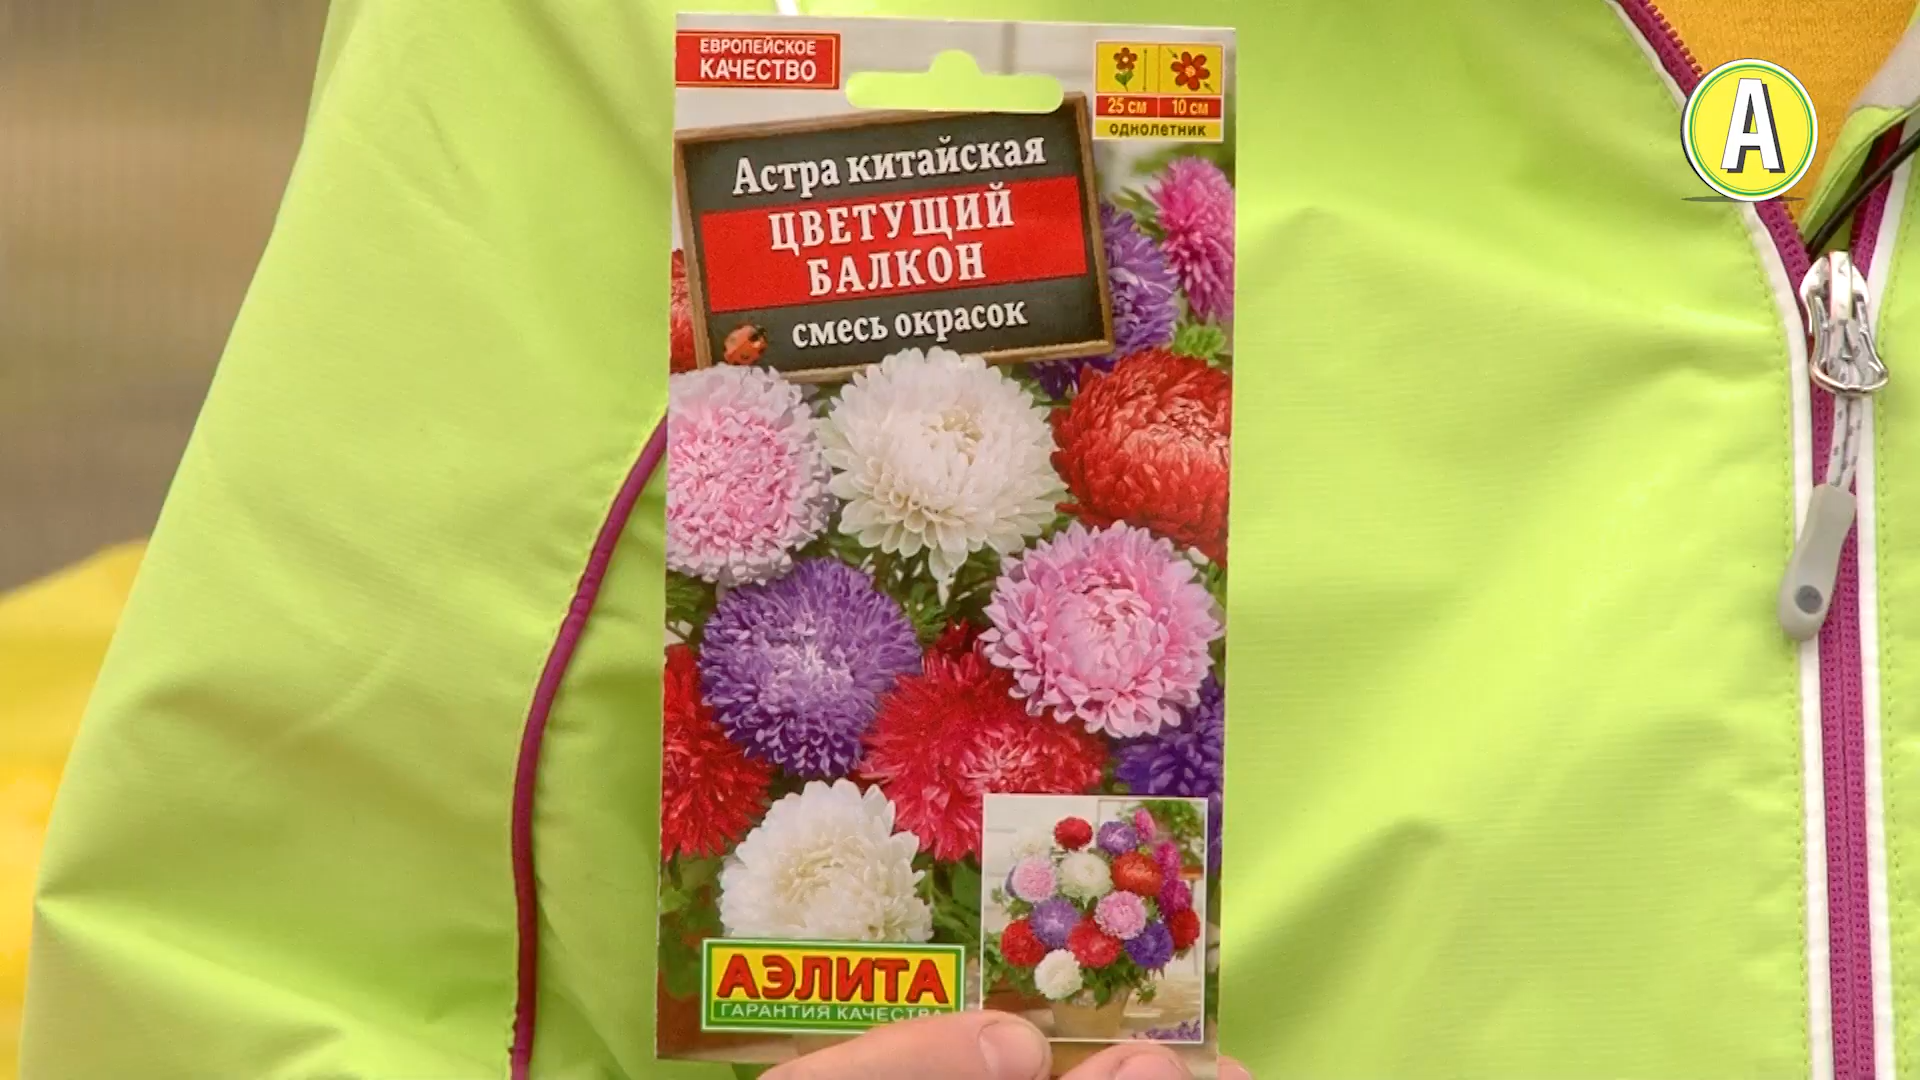 ЕВРОПЕЙСКОЕ
КАЧЕСТВО
25 см 10 см
однолетник
А
Астра китайская
ЦВЕТУЩИЙ
БАЛКОН
смесь окрасок
АЭЛИТА
ГАРАНТИЯ КАЧЕСТВА